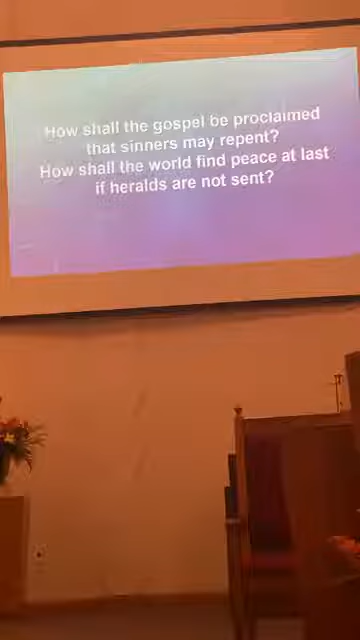 How shall the gospel be proclaimed
that sinners may repent?
How shall the world find peace at last
if heralds are not sent?